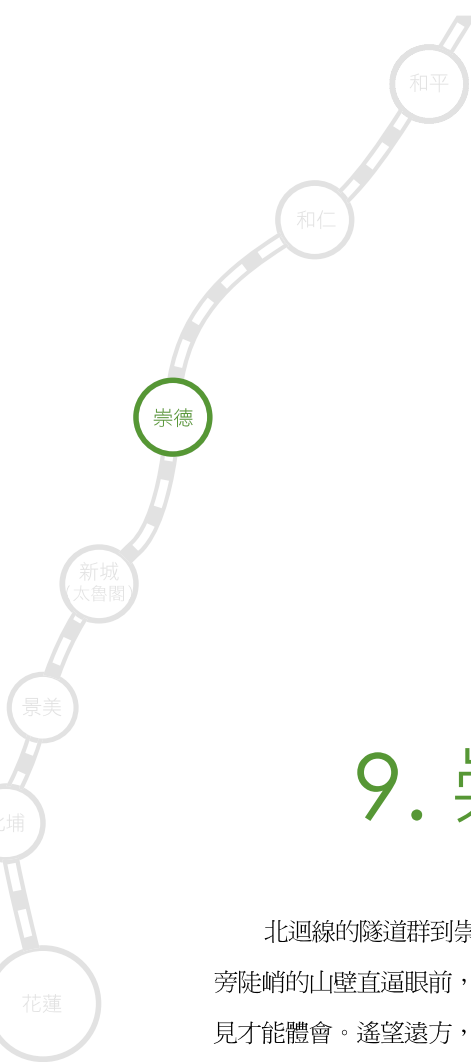 和平
和仁
崇德
新城
(太魯閣)
景美
埔
花蓮
9.
北迴線的隧道群到崇
旁陡峭的山壁直逼眼前，
見才能體會。遙望遠方，